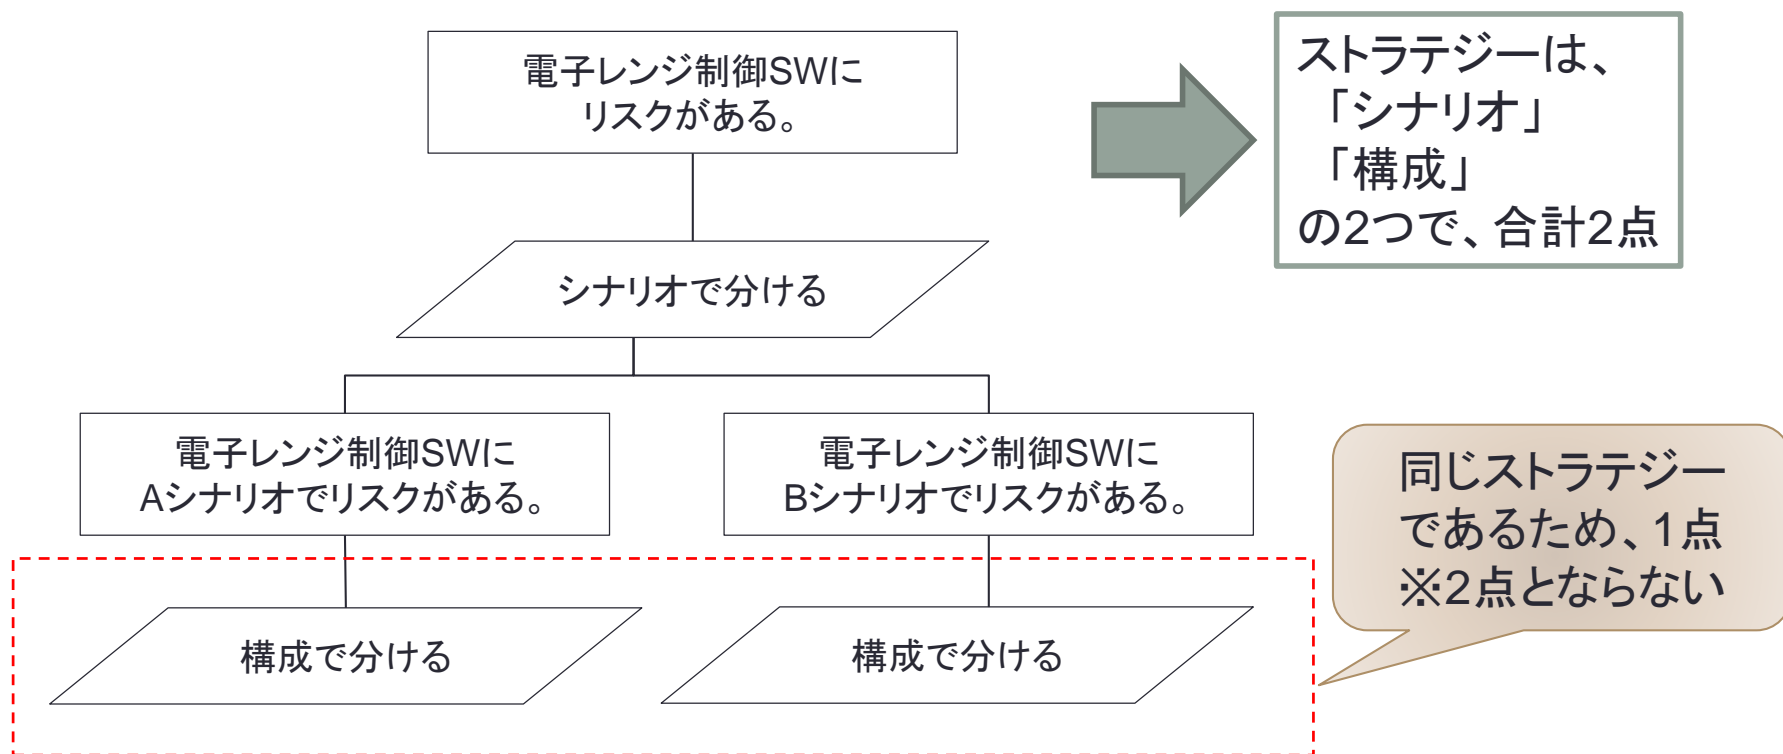 電子レンジ制御SWに
リスクがある。
ストラテジーは、
「シナリオ」
「構成」
の2つで、合計2点
シナリオで分ける
電子レンジ制御SWに
Aシナリオでリスクがある。
電子レンジ制御SWに
Bシナリオでリスクがある。
同じストラテジー
であるため、1点
※2点とならない
構成で分ける
構成で分ける